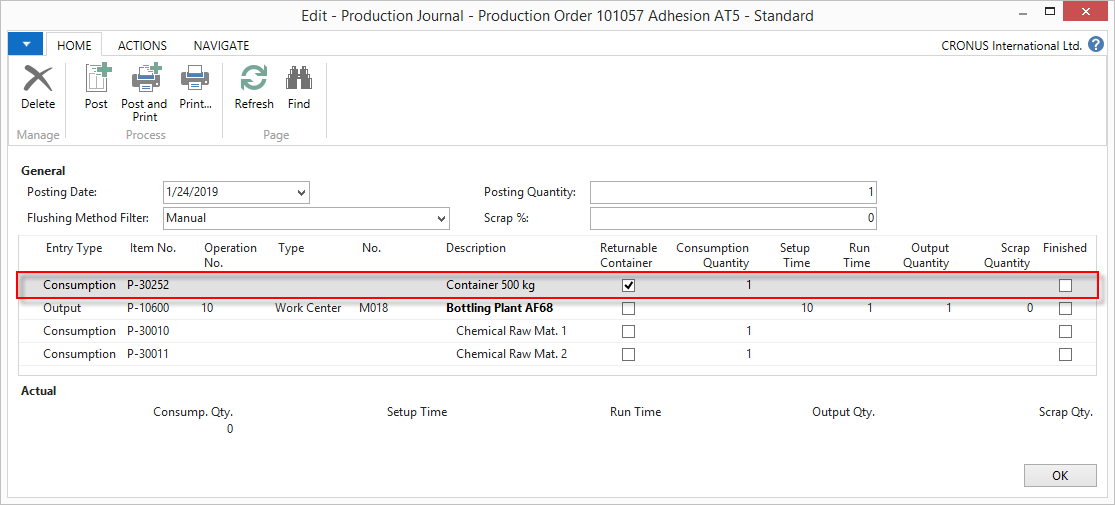 Edit - Production Journal - Production Order 101057 Adhesion AT5 - Standard
HOME ACTIONS NAVIGATE CRONUS International Ltd. ?
Delete Post Post and Print... Refresh Find
Print
Manage Process Page
General
Posting Date: 1/24/2019 Posting Quantity: 1
Flushing Method Filter: Manual Scrap %: 0
Entry Type Item No. Operation Type No. Description Returnable Consumption Setup Run Output Scrap Finished
No. Container Quantity Time Time Quantity Quantity
Consumption P-30252 Container 500 kg 1
Output P-10600 10 Work Center M018 Bottling Plant AF68 10 1 1 0
Consumption P-30010 Chemical Raw Mat. 1 1
Consumption P-30011 Chemical Raw Mat. 2 1
Actual
Consump. Qty. Setup Time Run Time Output Qty. Scrap Qty.
0
OK